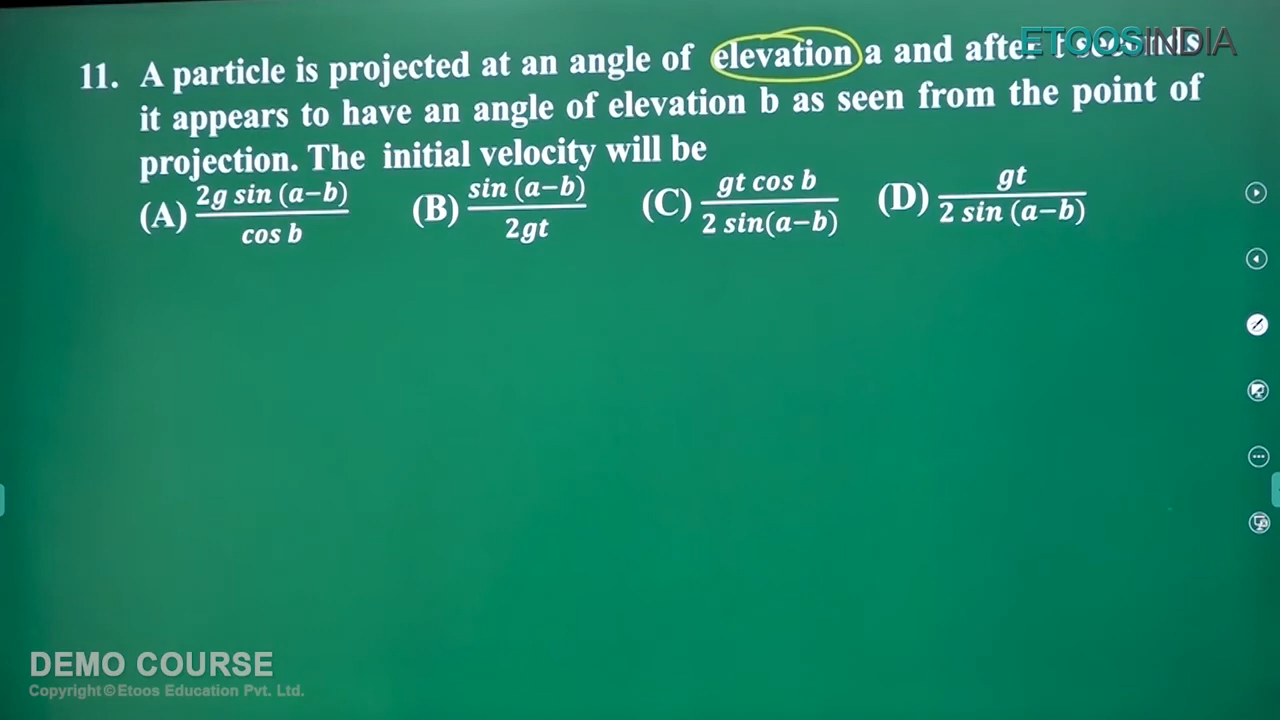 ETOOSINDIA
11. A particle is projected at an angle of elevation a and after t seconds
it appears to have an angle of elevation b as seen from the point of
projection. The initial velocity will be
(A) 2g sin (a−b) / cos b (B) sin (a−b) / 2gt (C) gt cos b / 2 sin(a−b) (D) gt / 2 sin (a−b)
DEMO COURSE
Copyright © Etoos Education Pvt. Ltd.